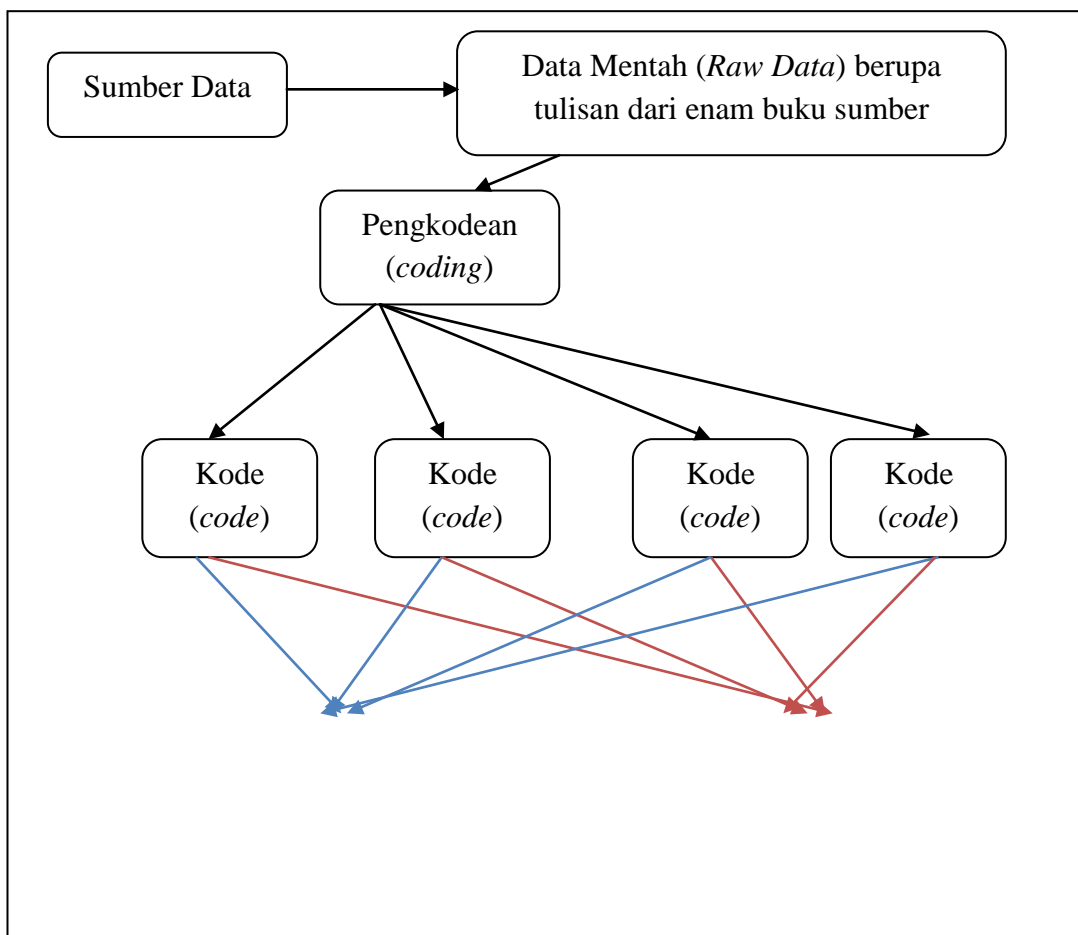 Sumber Data
Data Mentah (Raw Data) berupa
tulisan dari enam buku sumber
Pengkodean
(coding)
Kode
(code)
Kode
(code)
Kode
(code)
Kode
(code)